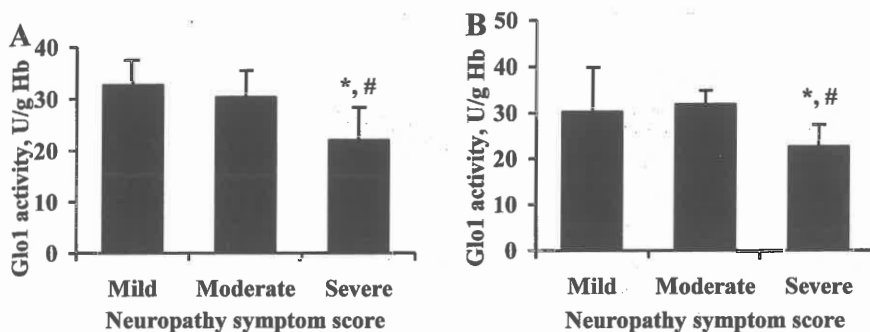 A
Glo1 activity, U/g Hb
40
30
20
10
0
*, #
Mild Moderate Severe
Neuropathy symptom score
B
Glo1 activity, U/g Hb
50
40
30
20
10
0
*, #
Mild Moderate Severe
Neuropathy symptom score